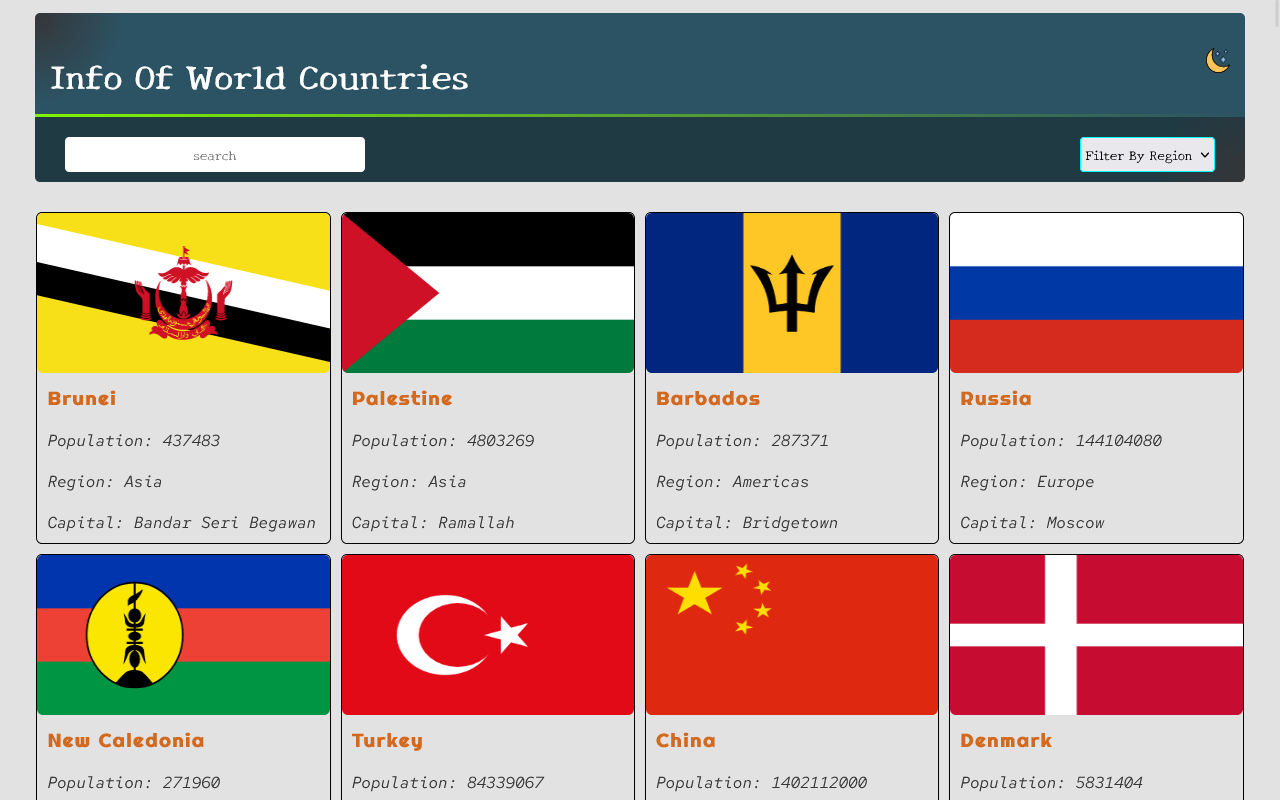 Info Of World Countries
search
Filter By Region
Brunei
Population: 437483
Region: Asia
Capital: Bandar Seri Begawan
Palestine
Population: 4803269
Region: Asia
Capital: Ramallah
Barbados
Population: 287371
Region: Americas
Capital: Bridgetown
Russia
Population: 144104080
Region: Europe
Capital: Moscow
New Caledonia
Population: 271960
Turkey
Population: 84339067
China
Population: 1402112000
Denmark
Population: 5831404